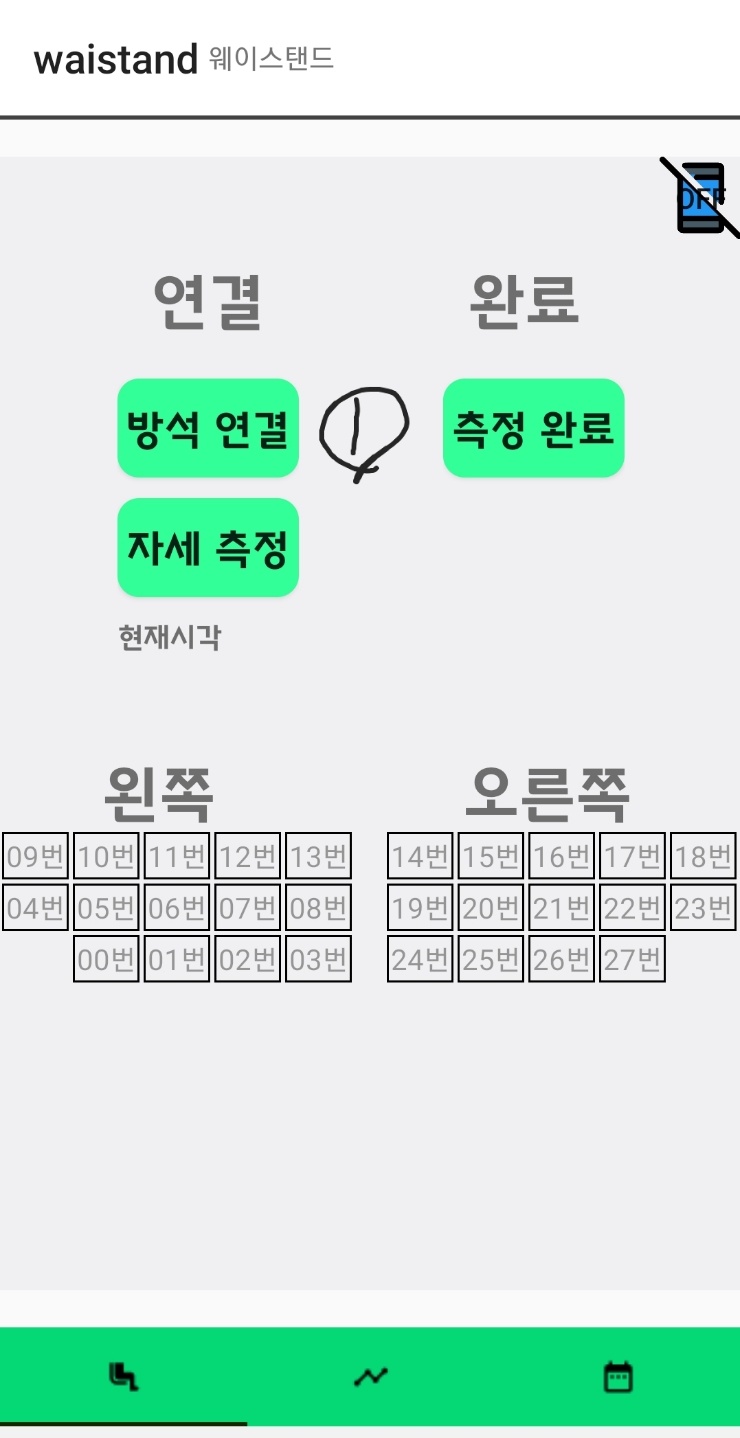 waistand 웨이스탠드
OFF
연결 완료
방석 연결 1 측정 완료
자세 측정
현재시각
왼쪽 오른쪽
09번 10번 11번 12번 13번 14번 15번 16번 17번 18번
04번 05번 06번 07번 08번 19번 20번 21번 22번 23번
00번 01번 02번 03번 24번 25번 26번 27번